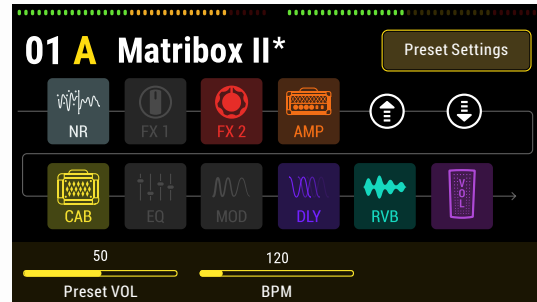 01 A Matribox II*
Preset Settings
NR FX 1 FX 2 AMP
CAB EQ MOD DLY RVB VOL
50 120
Preset VOL BPM